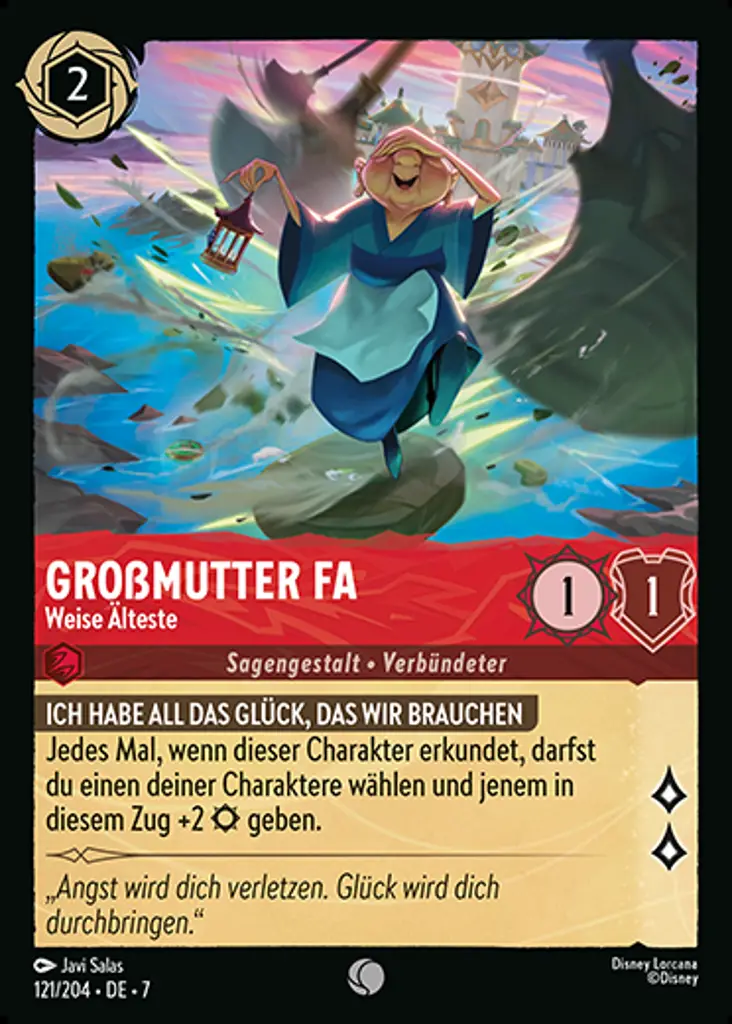 2
GROẞMUTTER FA
Weise Älteste
1
1
Sagengestalt • Verbündeter
ICH HABE ALL DAS GLÜCK, DAS WIR BRAUCHEN
Jedes Mal, wenn dieser Charakter erkundet, darfst
du einen deiner Charaktere wählen und jenem in
diesem Zug +2 geben.
„Angst wird dich verletzen. Glück wird dich
durchbringen.“
Javi Salas
Disney Lorcana
121/204 • DE • 7
©Disney